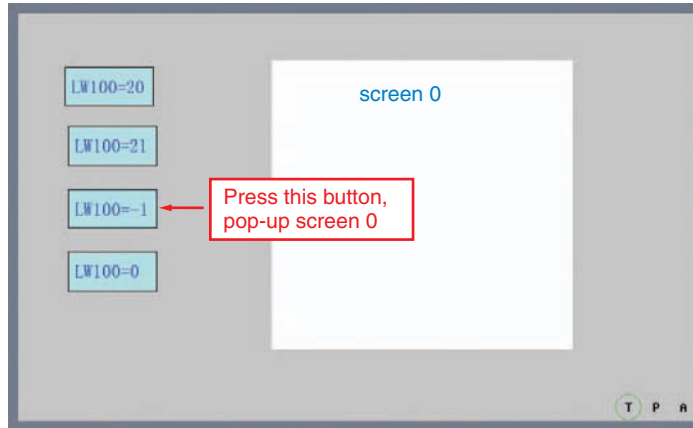 LW100=20
screen 0
LW100=21
LW100=-1
Press this button,
pop-up screen 0
LW100=0
T P A